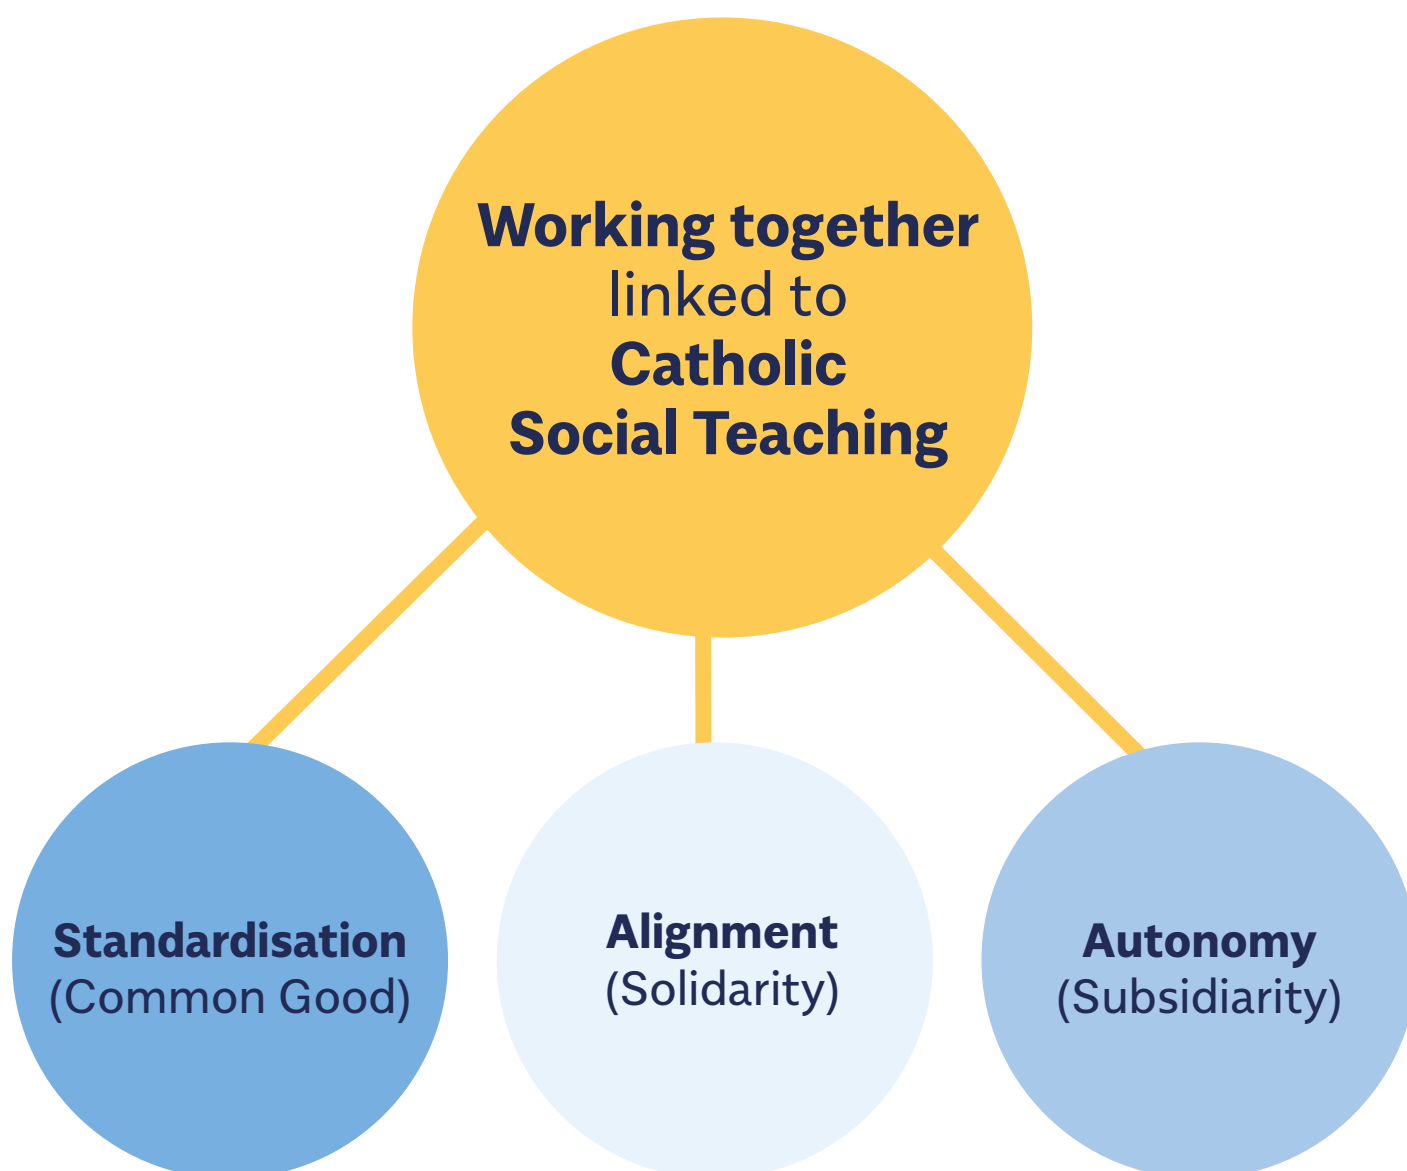 Working together
linked to
Catholic
Social Teaching
Standardisation
(Common Good)
Alignment
(Solidarity)
Autonomy
(Subsidiarity)